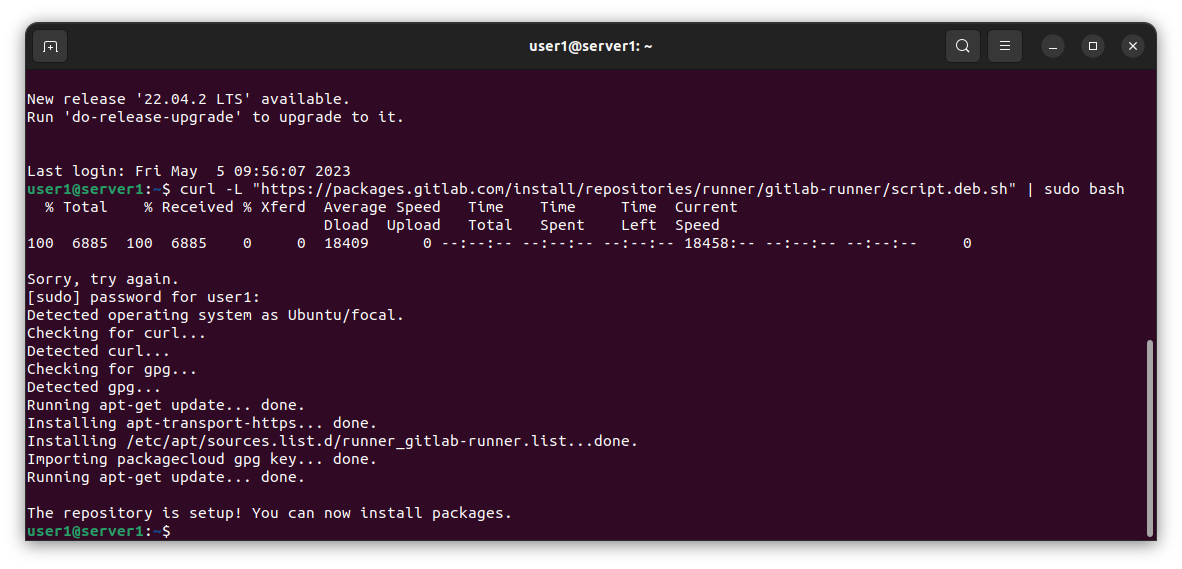 user1@server1: ~
New release '22.04.2 LTS' available.
Run 'do-release-upgrade' to upgrade to it.
Last login: Fri May  5 09:56:07 2023
user1@server1:~$ curl -L "https://packages.gitlab.com/install/repositories/runner/gitlab-runner/script.deb.sh" | sudo bash
  % Total    % Received % Xferd  Average Speed   Time    Time     Time  Current
                                 Dload  Upload   Total   Spent    Left  Speed
100  6885  100  6885    0     0  18409      0 --:--:-- --:--:-- --:--:-- 18458:-- --:--:-- --:--:--     0
Sorry, try again.
[sudo] password for user1:
Detected operating system as Ubuntu/focal.
Checking for curl...
Detected curl...
Checking for gpg...
Detected gpg...
Running apt-get update... done.
Installing apt-transport-https... done.
Installing /etc/apt/sources.list.d/runner_gitlab-runner.list...done.
Importing packagecloud gpg key... done.
Running apt-get update... done.
The repository is setup! You can now install packages.
user1@server1:~$